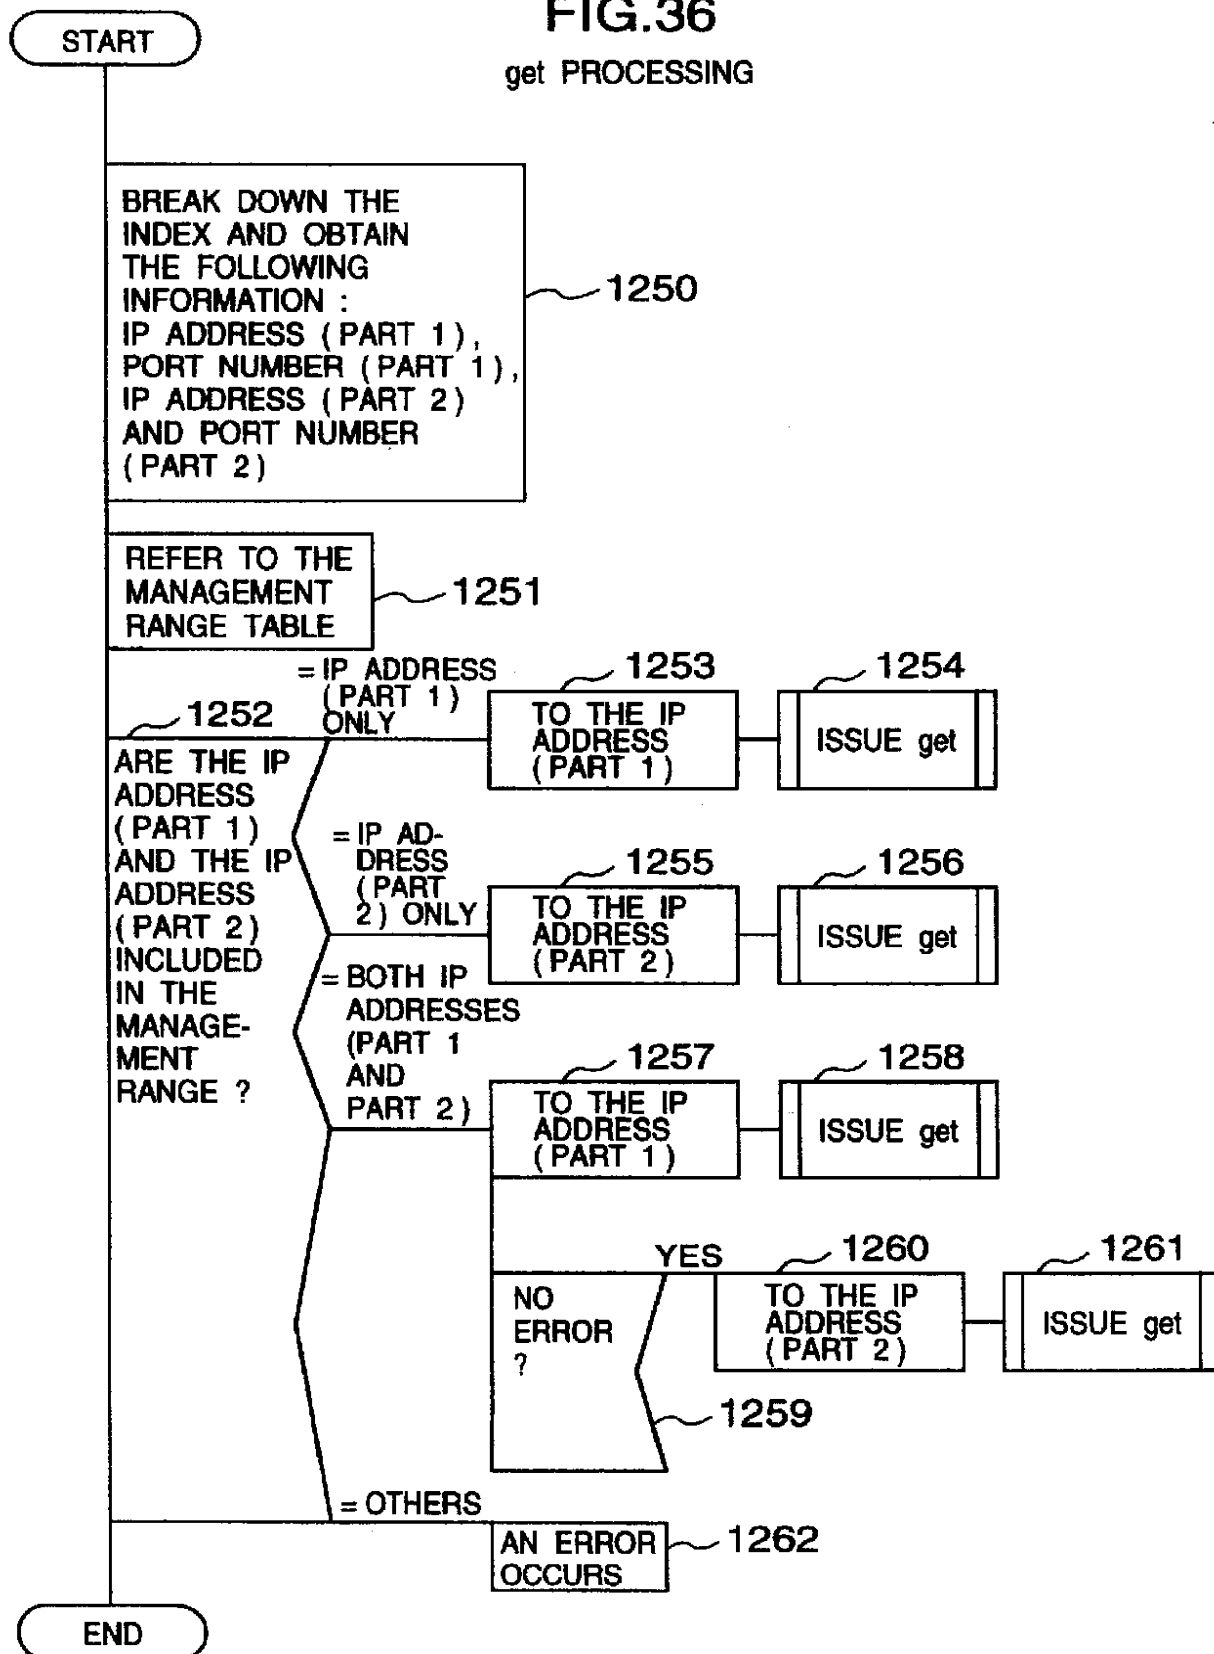 FIG.36
START
get PROCESSING
BREAK DOWN THE
INDEX AND OBTAIN
THE FOLLOWING
INFORMATION :
IP ADDRESS (PART 1),
PORT NUMBER (PART 1),
IP ADDRESS (PART 2)
AND PORT NUMBER
(PART 2)
1250
REFER TO THE
MANAGEMENT
RANGE TABLE
1251
1252
ARE THE IP
ADDRESS
(PART 1)
AND THE IP
ADDRESS
(PART 2)
INCLUDED
IN THE
MANAGE-
MENT
RANGE ?
= IP ADDRESS
(PART 1)
ONLY
1253
TO THE IP
ADDRESS
(PART 1)
1254
ISSUE get
= IP AD-
DRESS
(PART
2) ONLY
1255
TO THE IP
ADDRESS
(PART 2)
1256
ISSUE get
= BOTH IP
ADDRESSES
(PART 1
AND
PART 2)
1257
TO THE IP
ADDRESS
(PART 1)
1258
ISSUE get
NO
ERROR
?
YES
1259
1260
TO THE IP
ADDRESS
(PART 2)
1261
ISSUE get
= OTHERS
AN ERROR
OCCURS
1262
END